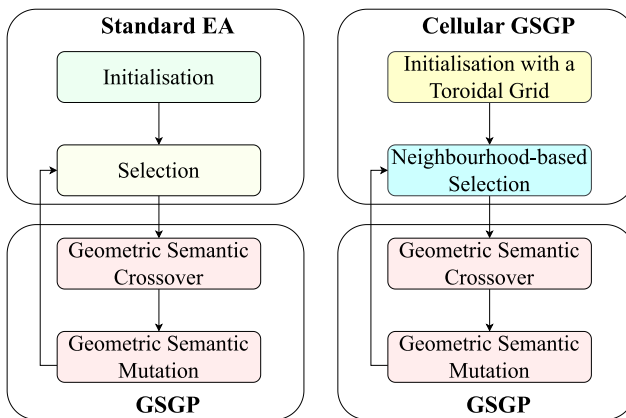 Standard EA
Initialisation
Selection
Geometric Semantic
Crossover
Geometric Semantic
Mutation
GSGP
Cellular GSGP
Initialisation with a
Toroidal Grid
Neighbourhood-based
Selection
Geometric Semantic
Crossover
Geometric Semantic
Mutation
GSGP